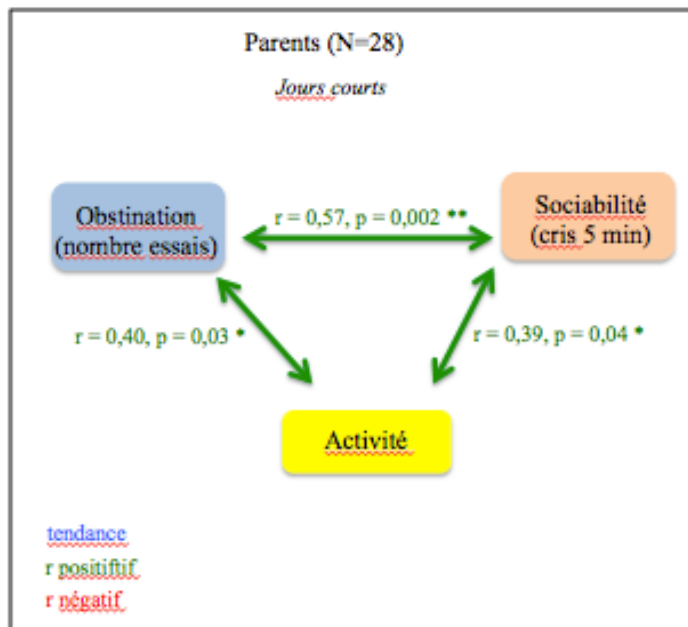 Parents (N=28)
Jours courts
Obstination
(nombre essais)
r = 0,57, p = 0,002 **
Sociabilité
(cris 5 min)
r = 0,40, p = 0,03 *
r = 0,39, p = 0,04 *
Activité
tendance
r positiftif
r négatif